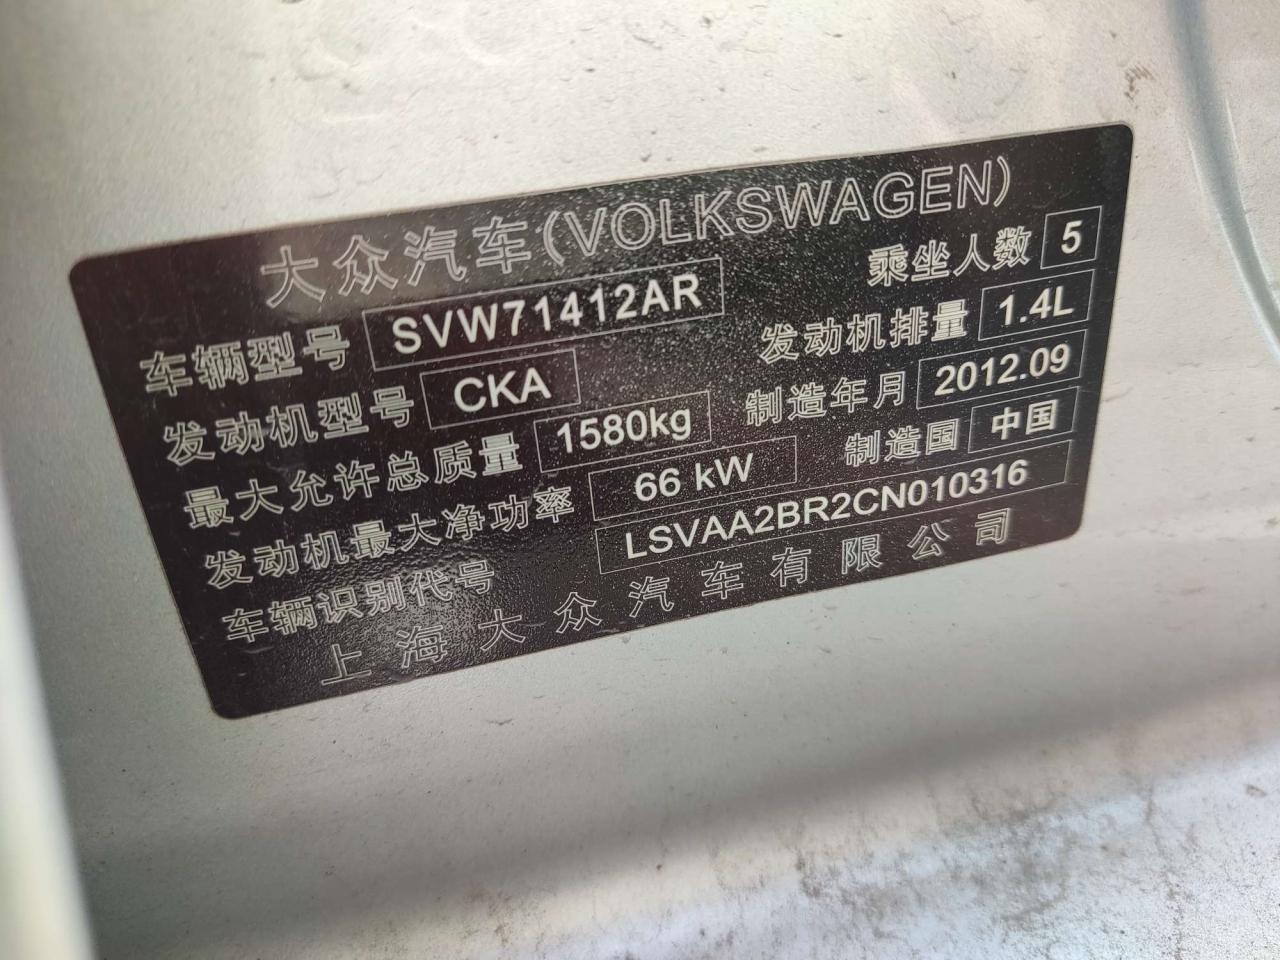 大众汽车(VOLKSWAGEN)
车辆型号 SVW71412AR 乘坐人数 5
发动机型号 CKA 发动机排量 1.4L
最大允许总质量 1580kg 制造年月 2012.09
发动机最大净功率 66 kW 制造国 中国
车辆识别代号 LSVAA2BR2CN010316
上海大众汽车有限公司